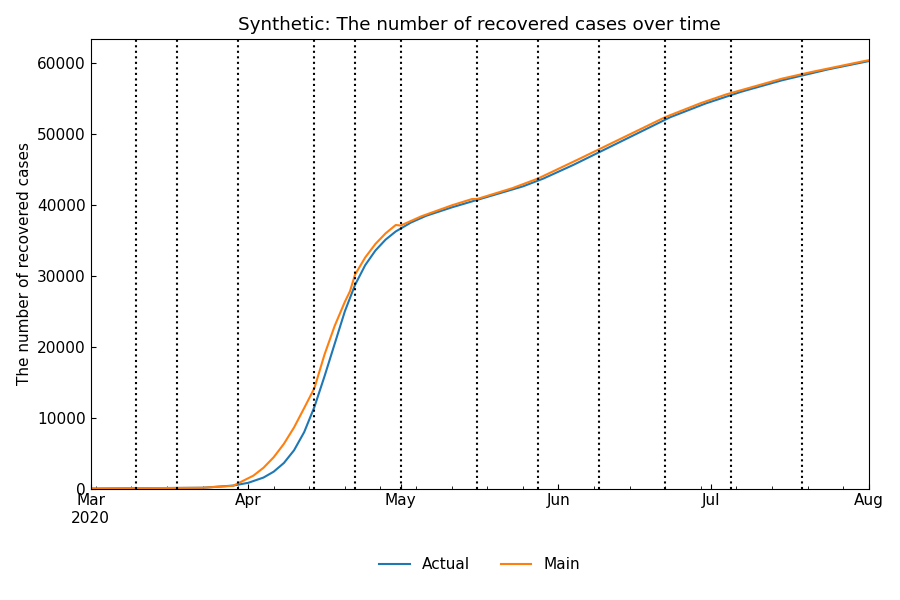 Synthetic: The number of recovered cases over time
The number of recovered cases
60000
50000
40000
30000
20000
10000
0
Mar Apr May Jun Jul Aug
2020
Actual Main